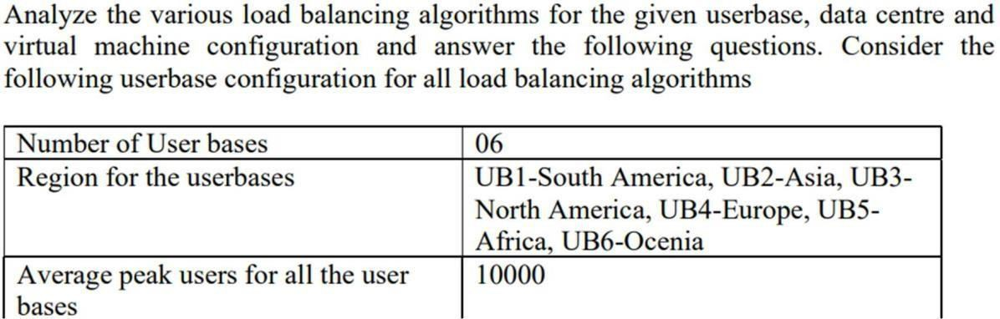 Analyze the various load balancing algorithms for the given userbase, data centre and
virtual machine configuration and answer the following questions. Consider the
following userbase configuration for all load balancing algorithms
Number of User bases 06
Region for the userbases UB1-South America, UB2-Asia, UB3-
North America, UB4-Europe, UB5-
Africa, UB6-Ocenia
Average peak users for all the user 10000
bases